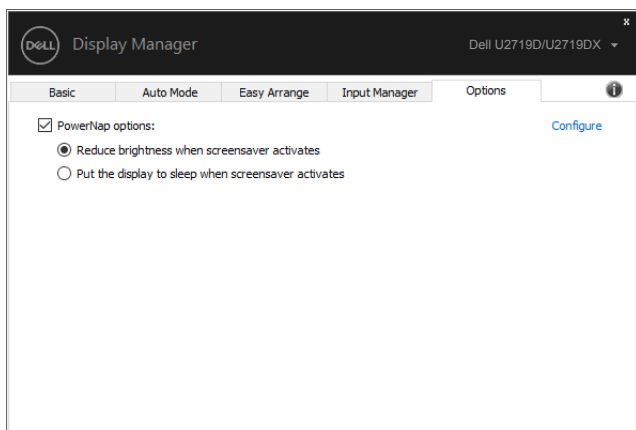 DELL Display Manager Dell U2719D/U2719DX x
Basic Auto Mode Easy Arrange Input Manager Options i
PowerNap options: Configure
Reduce brightness when screensaver activates
Put the display to sleep when screensaver activates